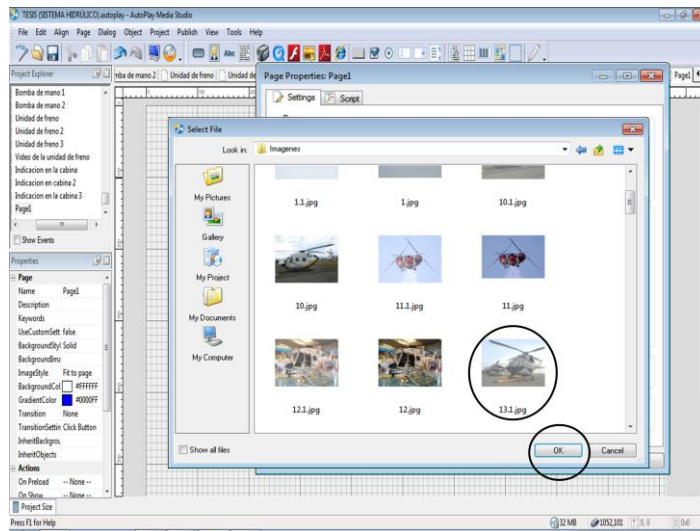 TESIS (SISTEMA HIDRÚLICO).autoplay - AutoPlay Media Studio
File Edit Align Page Dialog Object Project Publish View Tools Help
Project Explorer
mba de mano 2 Unidad de freno Unidad de
Page1
Bomba de mano 1
Bomba de mano 2
Unidad de freno
Unidad de freno 2
Unidad de freno 3
Video de la unidad de freno
Indicacion en la cabina
Indicacion en cabina 2
Indicacion en la cabina 3
Page1
Show Events
Properties
Page
Name Page1
Description
Keywords
UseCustomSett false
BackgroundStyl Solid
BackgroundIma
ImageStyle Fit to page
BackgroundCol #FFFFFF
GradientColor #0000FF
Transition None
TransitionSettin Click Button
InheritBackgrou
InheritObjects
Actions
On Preload -- None --
On Show -- None --
Project Size
Page Properties: Page1
Settings Script
Select File
Look in: Imagenes
My Pictures
Gallery
My Project
My Documents
My Computer
1.1.jpg 1.jpg 10.1.jpg
10.jpg 11.1.jpg 11.jpg
12.1.jpg 12.jpg 13.1.jpg
Show all files
OK Cancel
Press F1 for Help
32 MB 1052,101 0, 0 0x0